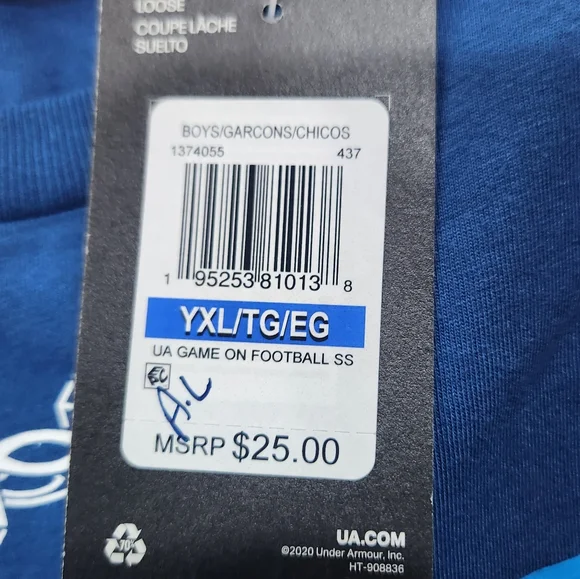 LOOSE
COUPE LÂCHE
SUELTO
BOYS/GARCONS/CHICOS
1374055 437
1 95253 81013 8
YXL/TG/EG
UA GAME ON FOOTBALL SS
A.L
MSRP $25.00
UA.COM
©2020 Under Armour, Inc.
HT-908836